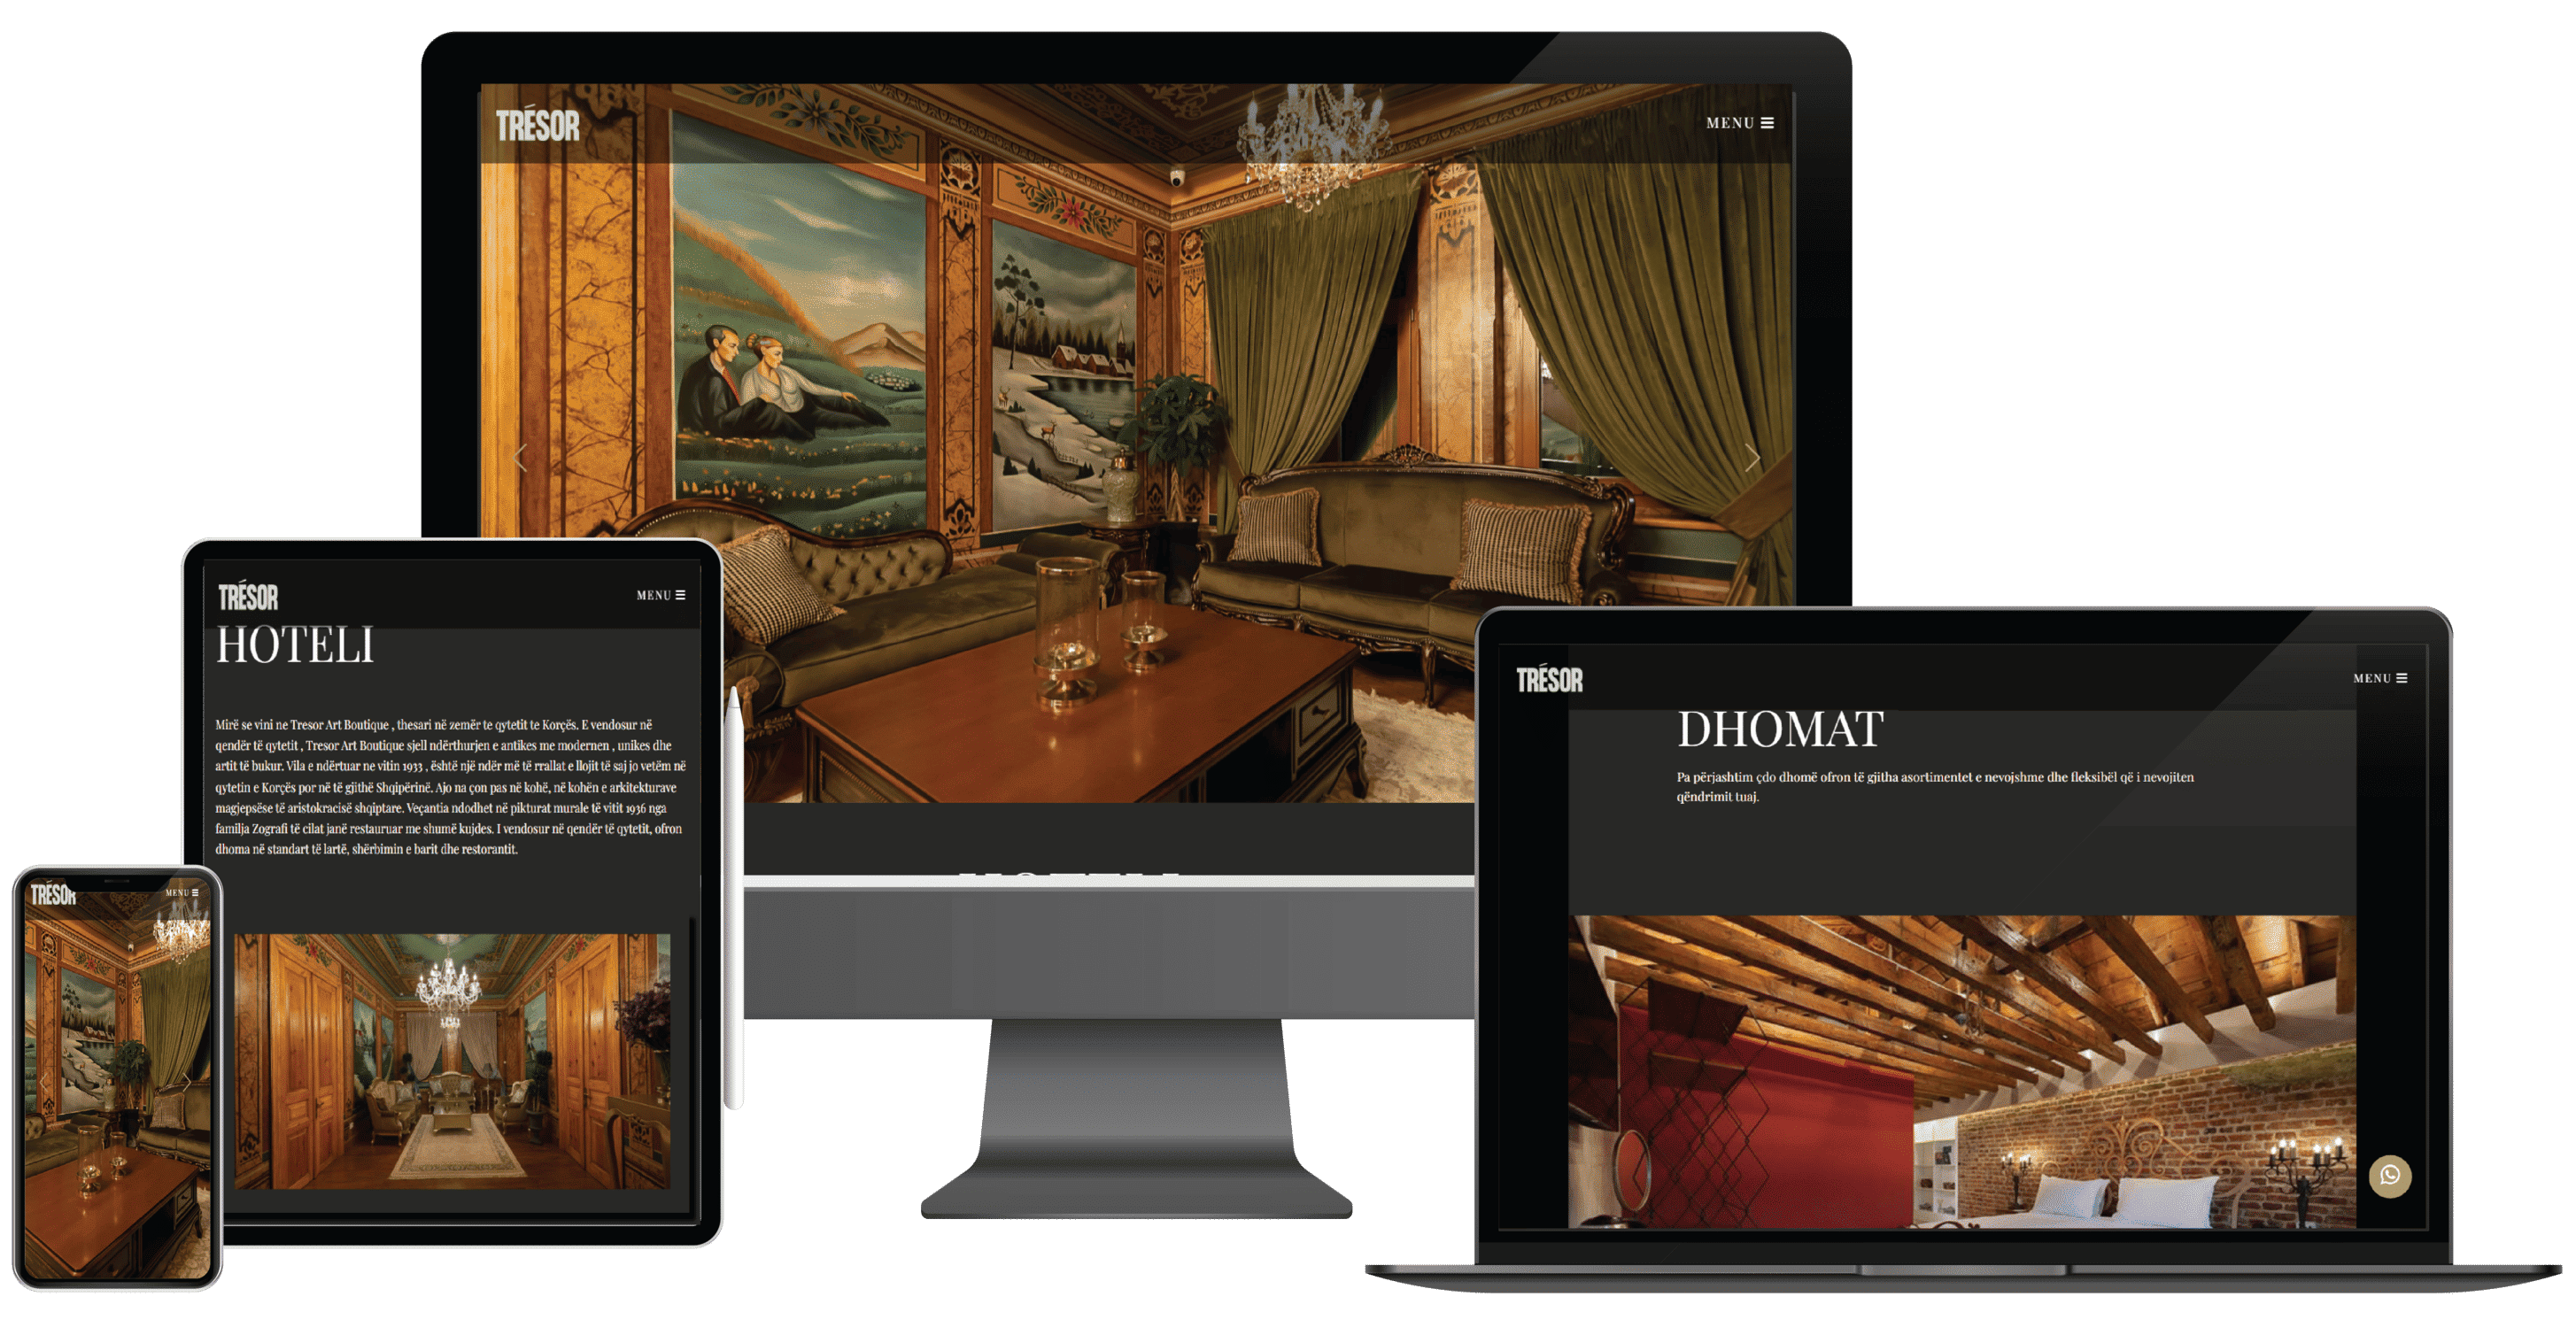 TRÉSOR
MENU
TRÉSOR
MENU
HOTELI
Mirë se vini ne Tresor Art Boutique , thesari në zemër te qytetit te Korçës. E vendosur në
qendër të qytetit , Tresor Art Boutique sjell ndërthurjen e antikes me modernen , unikes dhe
artit të bukur. Vila e ndërtuar ne vitin 1933 , është një ndër më të rrallat e llojit të saj jo vetëm në
qytetin e Korçës por në të gjithë Shqipërinë. Ajo na çon pas në kohë, në kohën e arkitekturave
magjepsëse të aristokracisë shqiptare. Veçantia ndodhet në pikturat murale të vitit 1936 nga
familja Zografi të cilat janë restauruar me shumë kujdes. I vendosur në qendër të qytetit, ofron
dhoma në standart të lartë, shërbimin e barit dhe restorantit.
TRÉSOR
MENU
DHOMAT
Pa përjashtim çdo dhomë ofron të gjitha asortimentet e nevojshme dhe fleksibël që i nevojiten
qëndrimit tuaj.
TRÉSOR
MENU